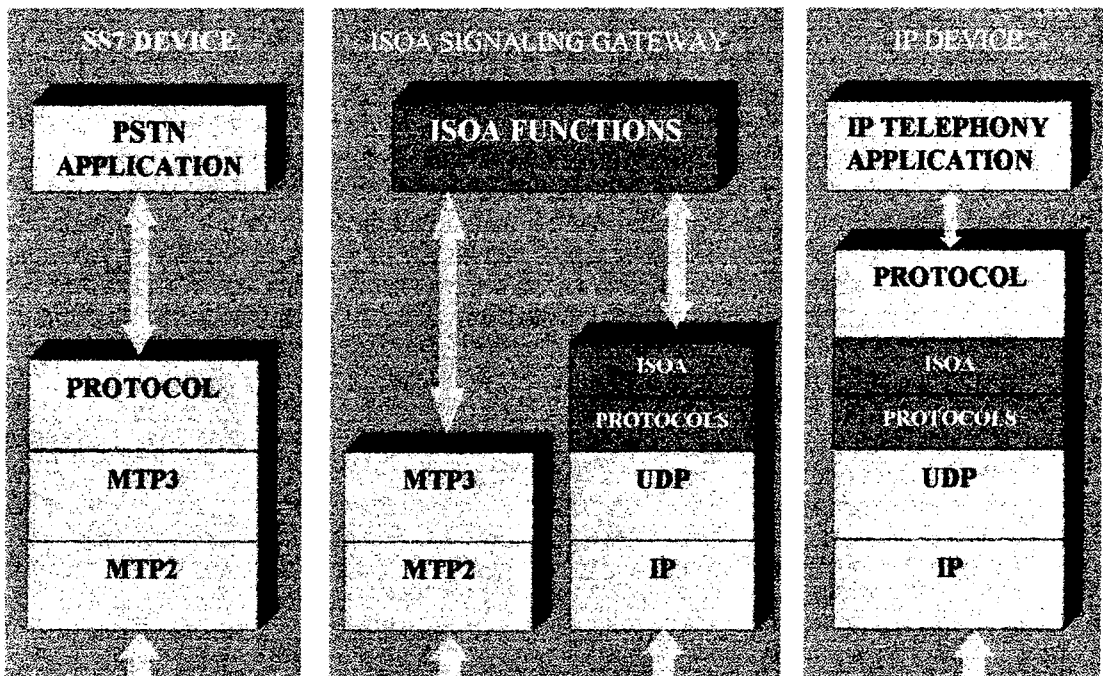 SS7 DEVICE
PSTN
APPLICATION
PROTOCOL
MTP3
MTP2
ISOA SIGNALING GATEWAY
ISOA FUNCTIONS
MTP3
MTP2
ISOA
PROTOCOLS
UDP
IP
IP DEVICE
IP TELEPHONY
APPLICATION
PROTOCOL
ISOA
PROTOCOLS
UDP
IP